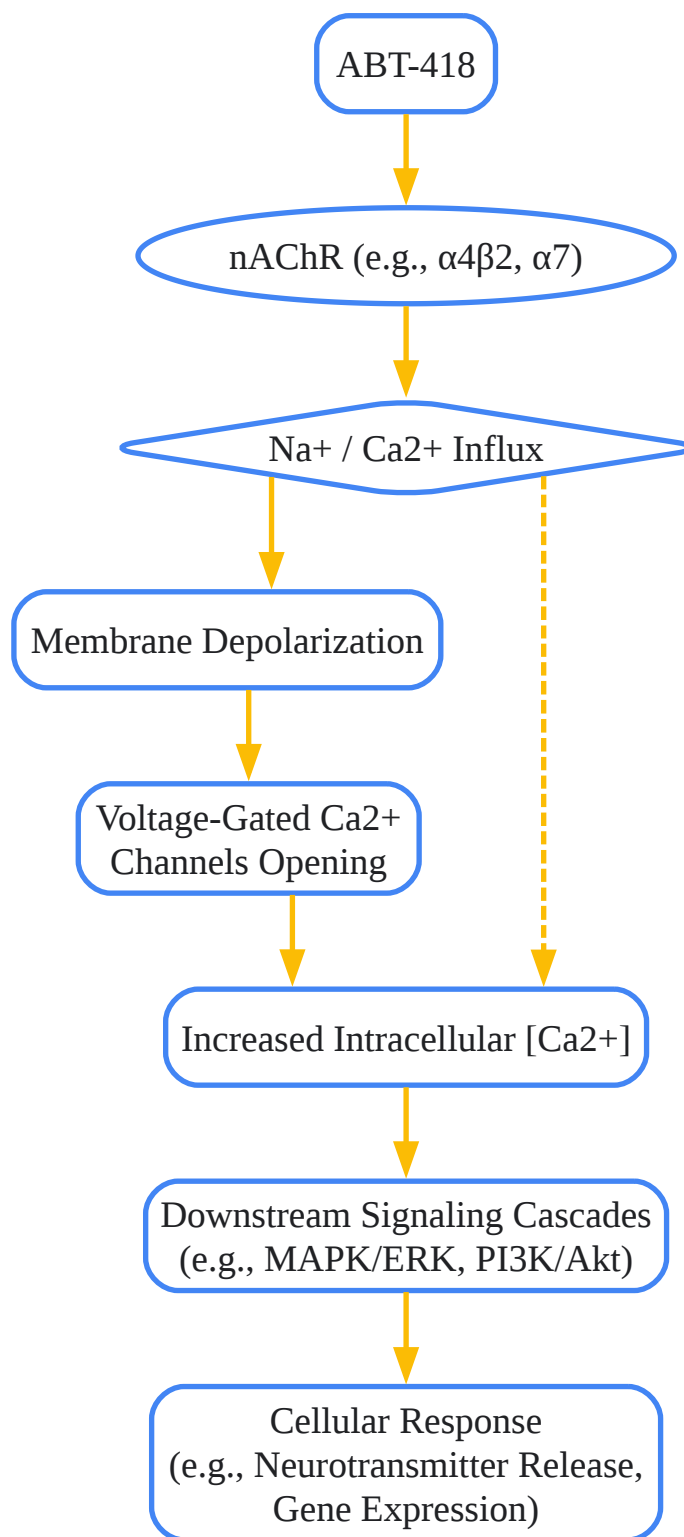 ABT-418
nAChR (e.g., α4β2, α7)
Na+ / Ca2+ Influx
Membrane Depolarization
Voltage-Gated Ca2+
Channels Opening
Increased Intracellular [Ca2+]
Downstream Signaling Cascades
(e.g., MAPK/ERK, PI3K/Akt)
Cellular Response
(e.g., Neurotransmitter Release,
Gene Expression)